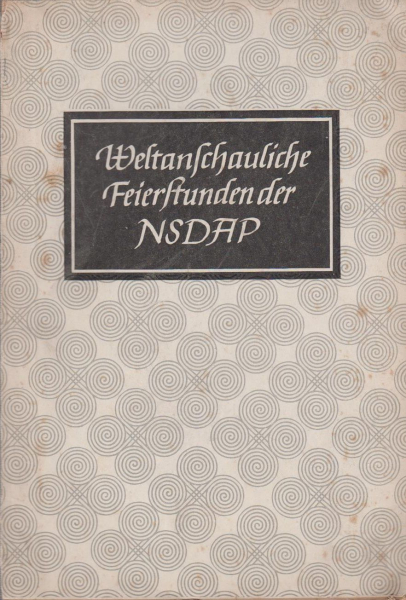 Weltanſchauliche
Feierſtunden der
NSDAP